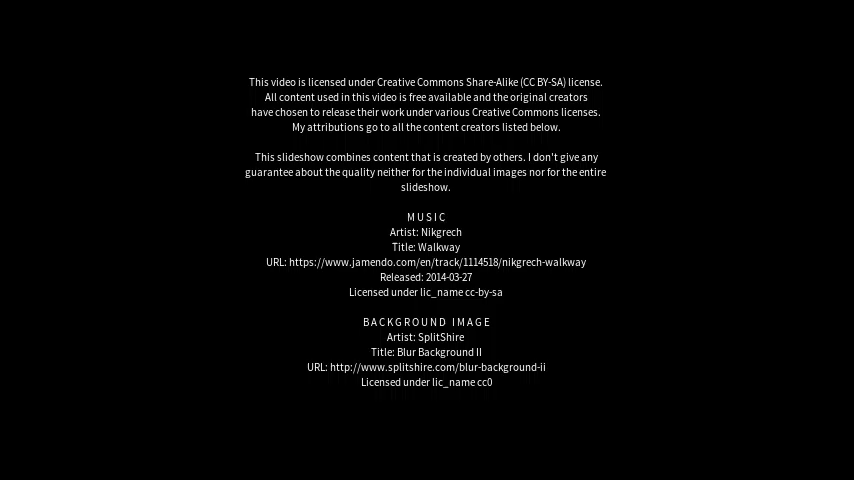 This video is licensed under Creative Commons Share-Alike (CC BY-SA) license.
All content used in this video is free available and the original creators
have chosen to release their work under various Creative Commons licenses.
My attributions go to all the content creators listed below.
This slideshow combines content that is created by others. I don't give any
guarantee about the quality neither for the individual images nor for the entire
slideshow.
MUSIC
Artist: Nikgrech
Title: Walkway
URL: https://www.jamendo.com/en/track/1114518/nikgrech-walkway
Released: 2014-03-27
Licensed under lic_name cc-by-sa
BACKGROUND IMAGE
Artist: SplitShire
Title: Blur Background II
URL: http://www.splitshire.com/blur-background-ii
Licensed under lic_name cc0